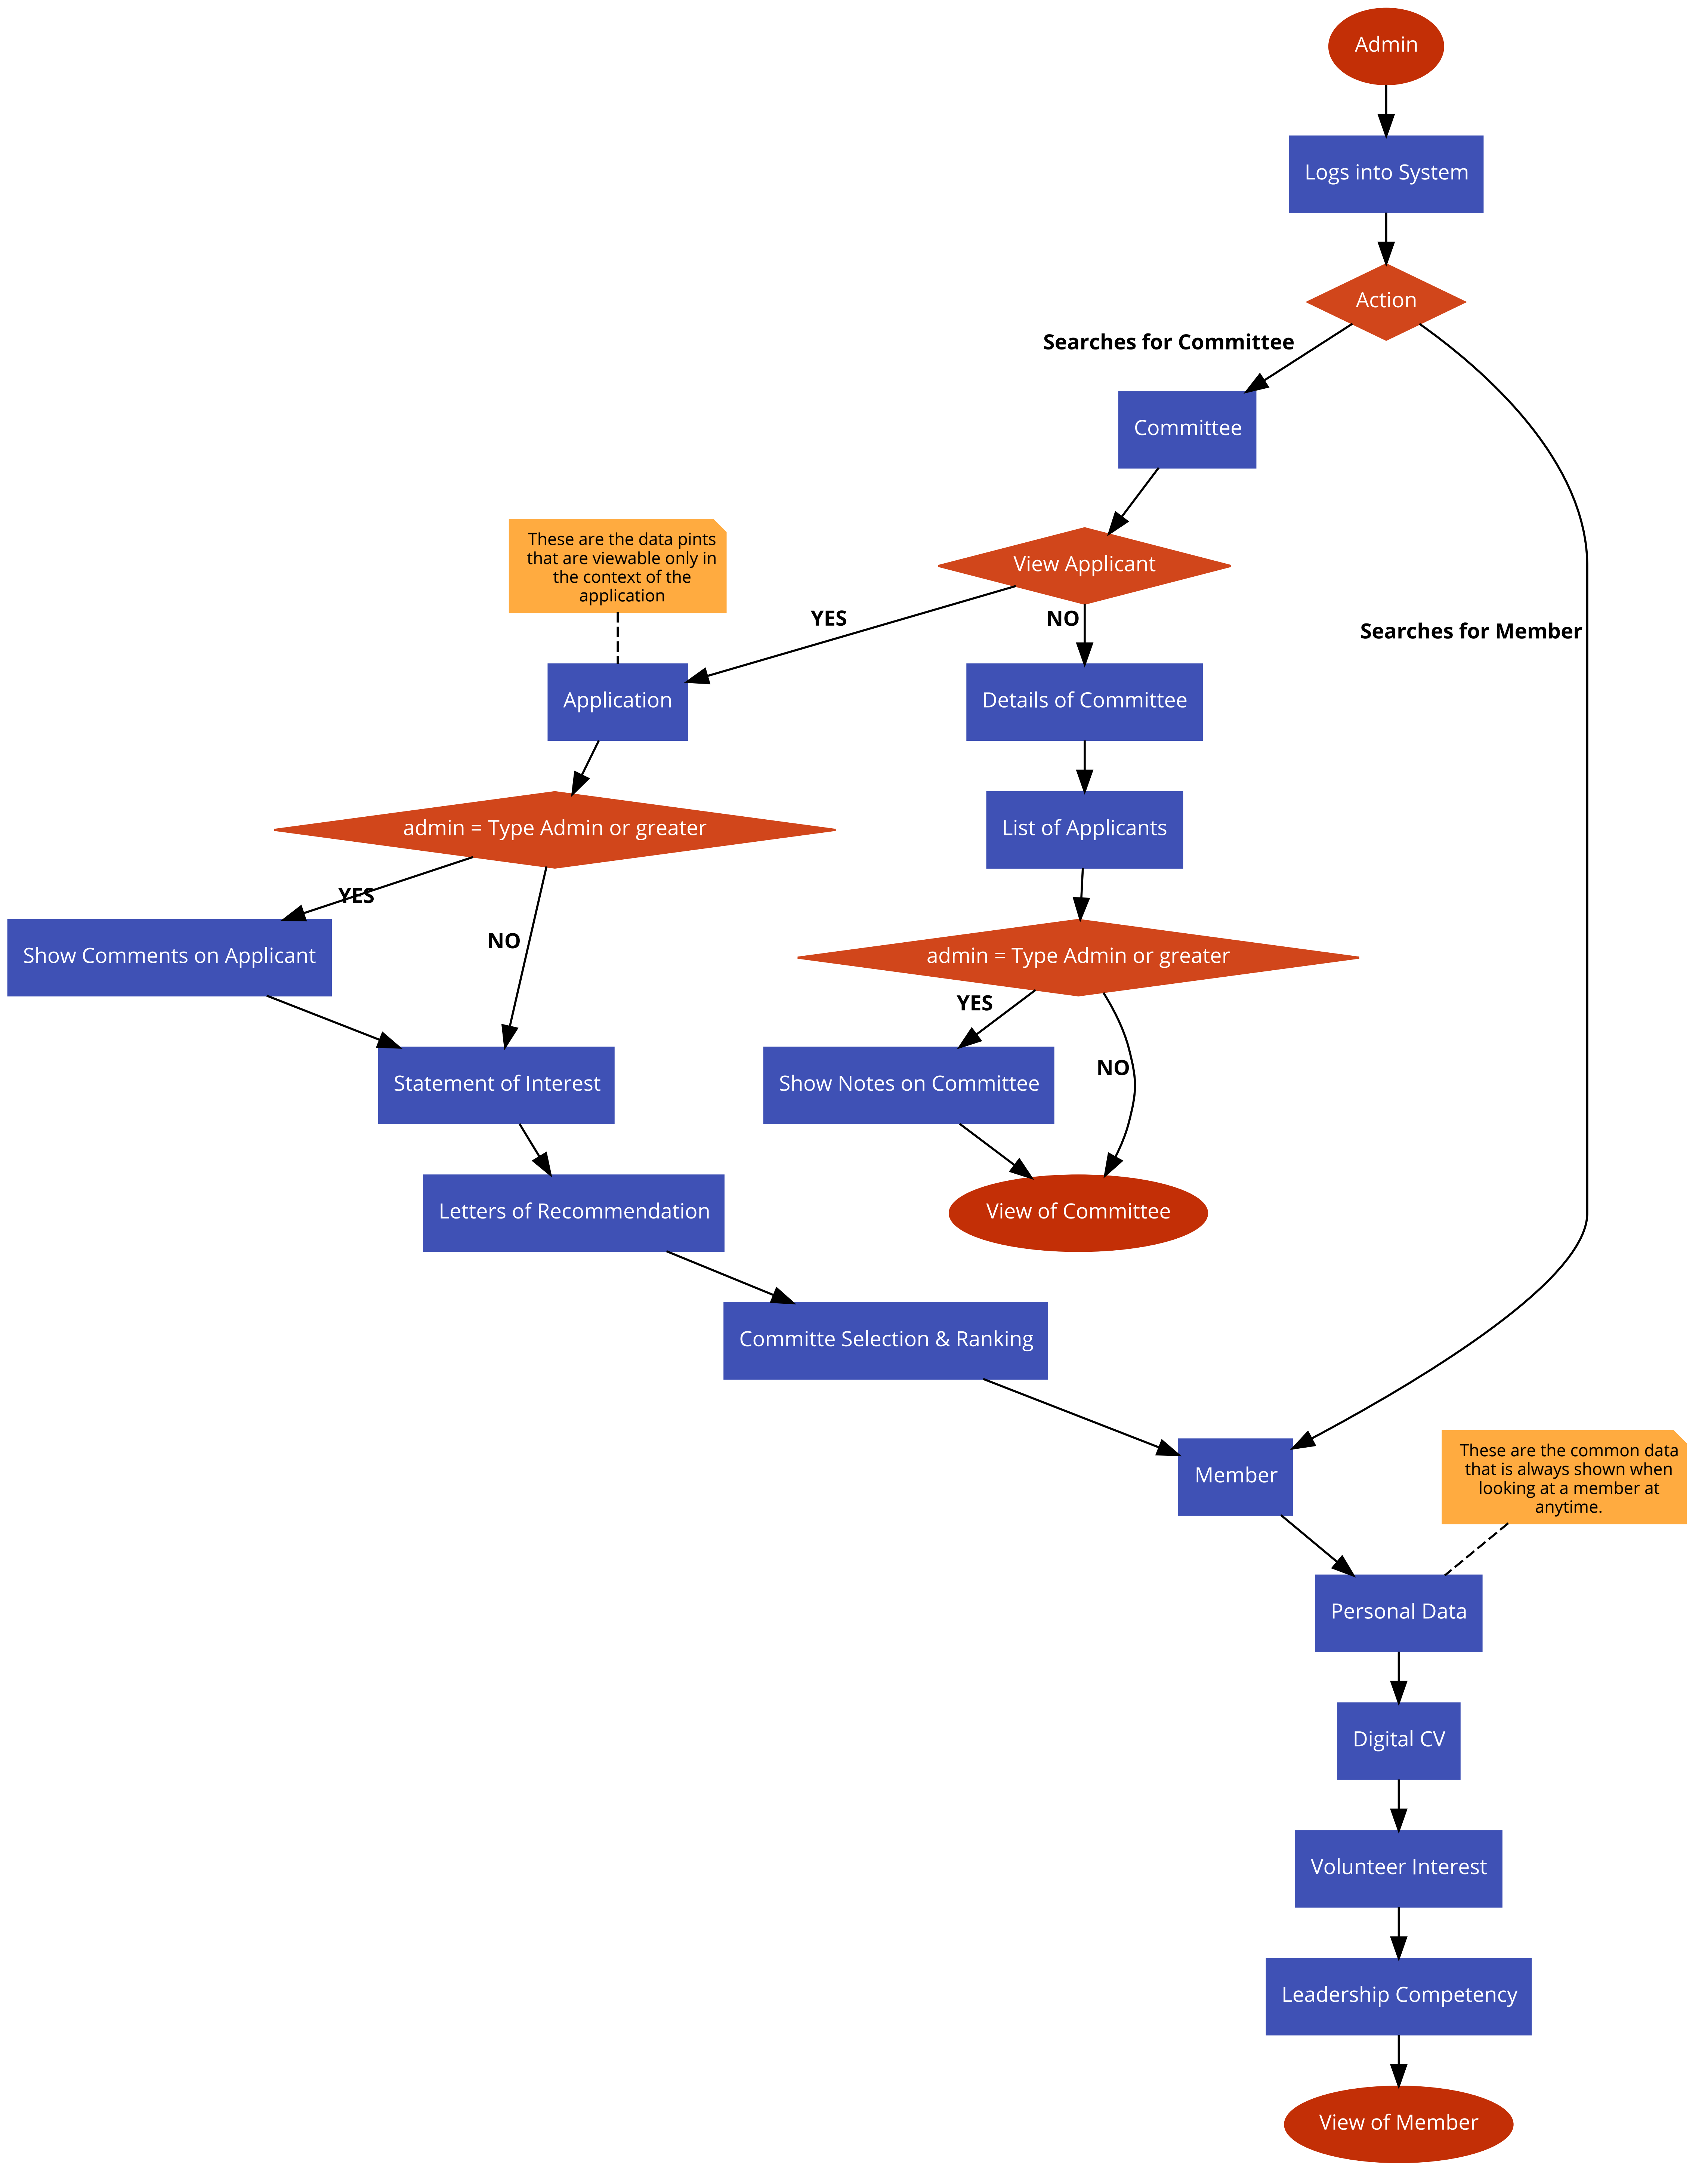 Admin
Logs into System
Action
Searches for Committee
Committee
These are the data pints
that are viewable only in
the context of the
application
View Applicant
YES
NO
Searches for Member
Application
Details of Committee
admin = Type Admin or greater
List of Applicants
YES
NO
Show Comments on Applicant
admin = Type Admin or greater
YES
NO
Statement of Interest
Show Notes on Committee
Letters of Recommendation
View of Committee
Committe Selection & Ranking
Member
These are the common data
that is always shown when
looking at a member at
anytime.
Personal Data
Digital CV
Volunteer Interest
Leadership Competency
View of Member